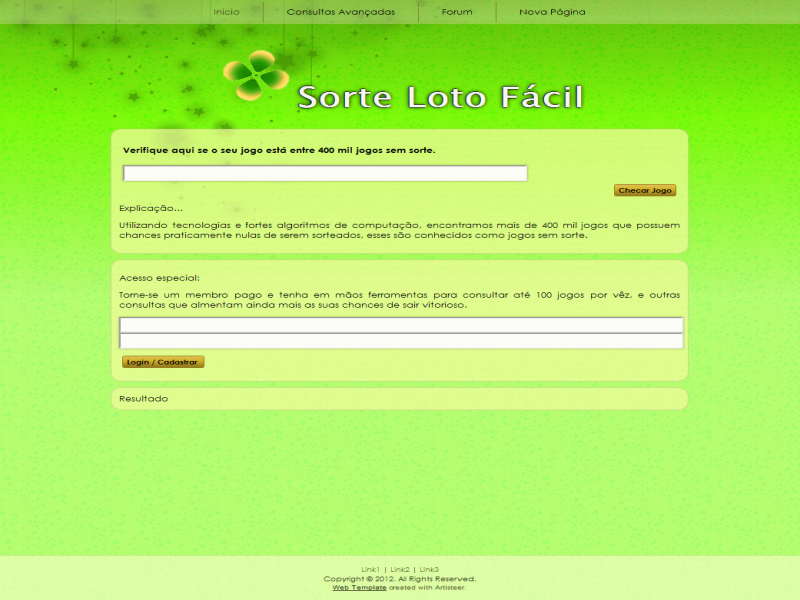 Inicio
Consultas Avançadas
Forum
Nova Página
Sorte Loto Fácil
Verifique aqui se o seu jogo está entre 400 mil jogos sem sorte.
Checar Jogo
Explicação...
Utilizando tecnologias e fortes algoritmos de computação, encontramos mais de 400 mil jogos que possuem
chances praticamente nulas de serem sorteados, esses são conhecidos como jogos sem sorte.
Acesso especial:
Torne-se um membro pago e tenha em mãos ferramentas para consultar até 100 jogos por vêz, e outras
consultas que almentam ainda mais as suas chances de sair vitorioso.
Login / Cadastrar
Resultado
Link1 | Link2 | Link3
Copyright © 2012. All Rights Reserved.
Web Template created with Artisteer.